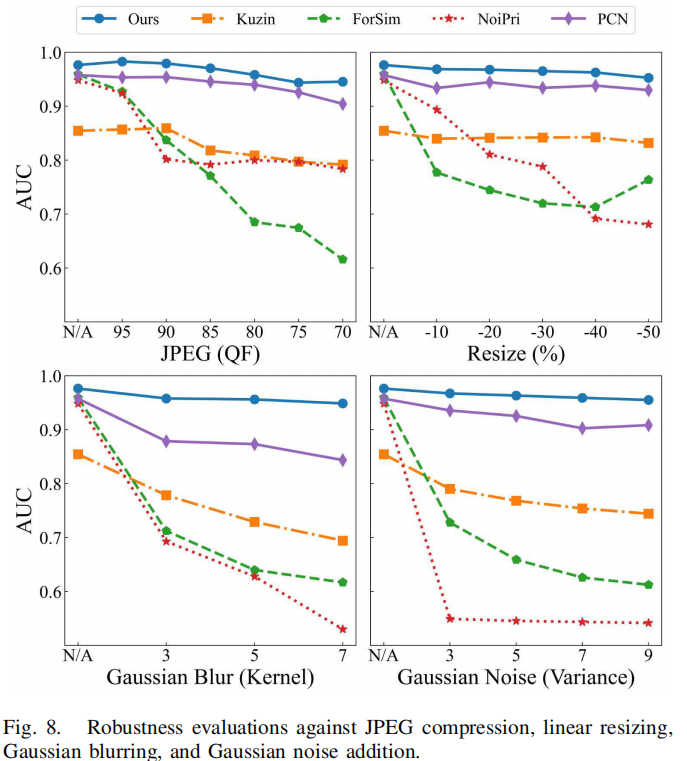 Ours Kuzin ForSim NoiPri PCN
1.0
0.9
0.8
0.7
0.6
AUC
N/A 95 90 85 80 75 70
JPEG (QF)
N/A -10 -20 -30 -40 -50
Resize (%)
1.0
0.9
0.8
0.7
0.6
AUC
N/A 3 5 7
Gaussian Blur (Kernel)
N/A 3 5 7 9
Gaussian Noise (Variance)
Fig. 8. Robustness evaluations against JPEG compression, linear resizing,
Gaussian blurring, and Gaussian noise addition.